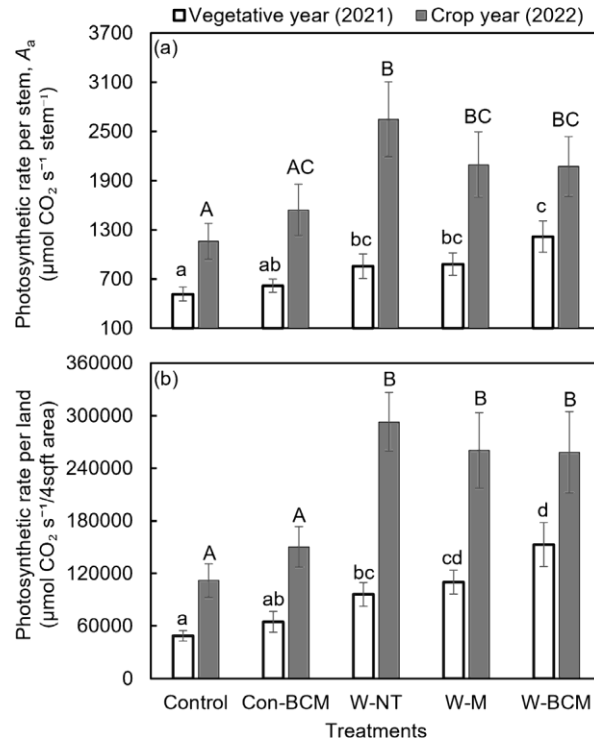 Vegetative year (2021) Crop year (2022)
(a)
Photosynthetic rate per stem, Aₐ
(µmol CO₂ s⁻¹ stem⁻¹)
3700
3100
2500
1900
1300
700
100
a A ab AC bc B bc BC c BC
(b)
Photosynthetic rate per land
(µmol CO₂ s⁻¹/4sqft area)
360000
300000
240000
180000
120000
60000
0
a A ab A bc B cd B d B
Control Con-BCM W-NT W-M W-BCM
Treatments